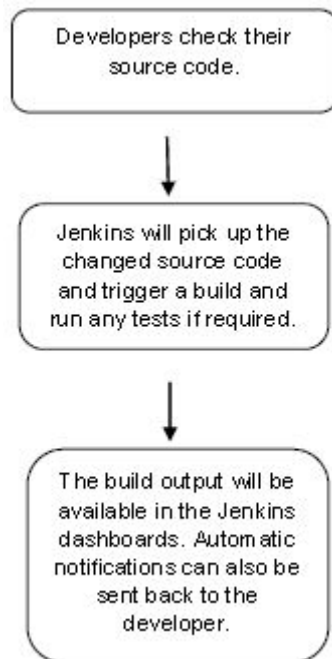 Developers check their
source code.
Jenkins will pick up the
changed source code
and trigger a build and
run any tests if required.
The build output will be
available in the Jenkins
dashboards. Automatic
notifications can also be
sent back to the
developer.